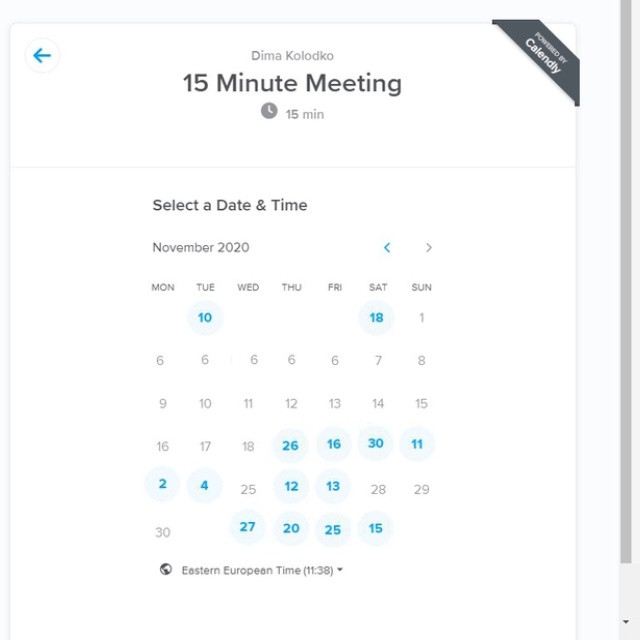 Dima Kolodko
POWERED BY
Calendly
15 Minute Meeting
15 min
Select a Date & Time
November 2020
MON TUE WED THU FRI SAT SUN
10 18 1
6 6 6 6 6 7 8
9 10 11 12 13 14 15
16 17 18 26 16 30 11
2 4 25 12 13 28 29
30 27 20 25 15
Eastern European Time (11:38)